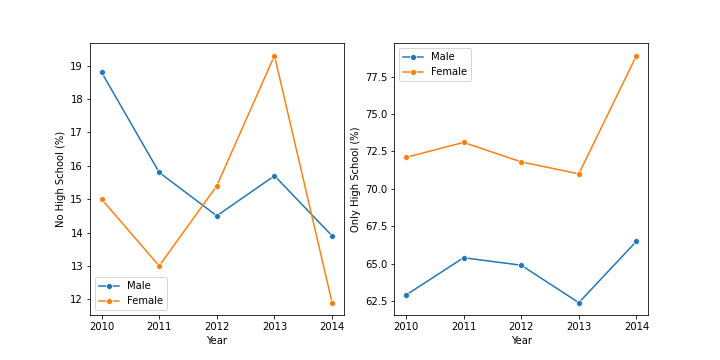 No High School (%)
19
18
17
16
15
14
13
12
Male
Female
2010 2011 2012 2013 2014
Year
Only High School (%)
77.5
75.0
72.5
70.0
67.5
65.0
62.5
Male
Female
2010 2011 2012 2013 2014
Year